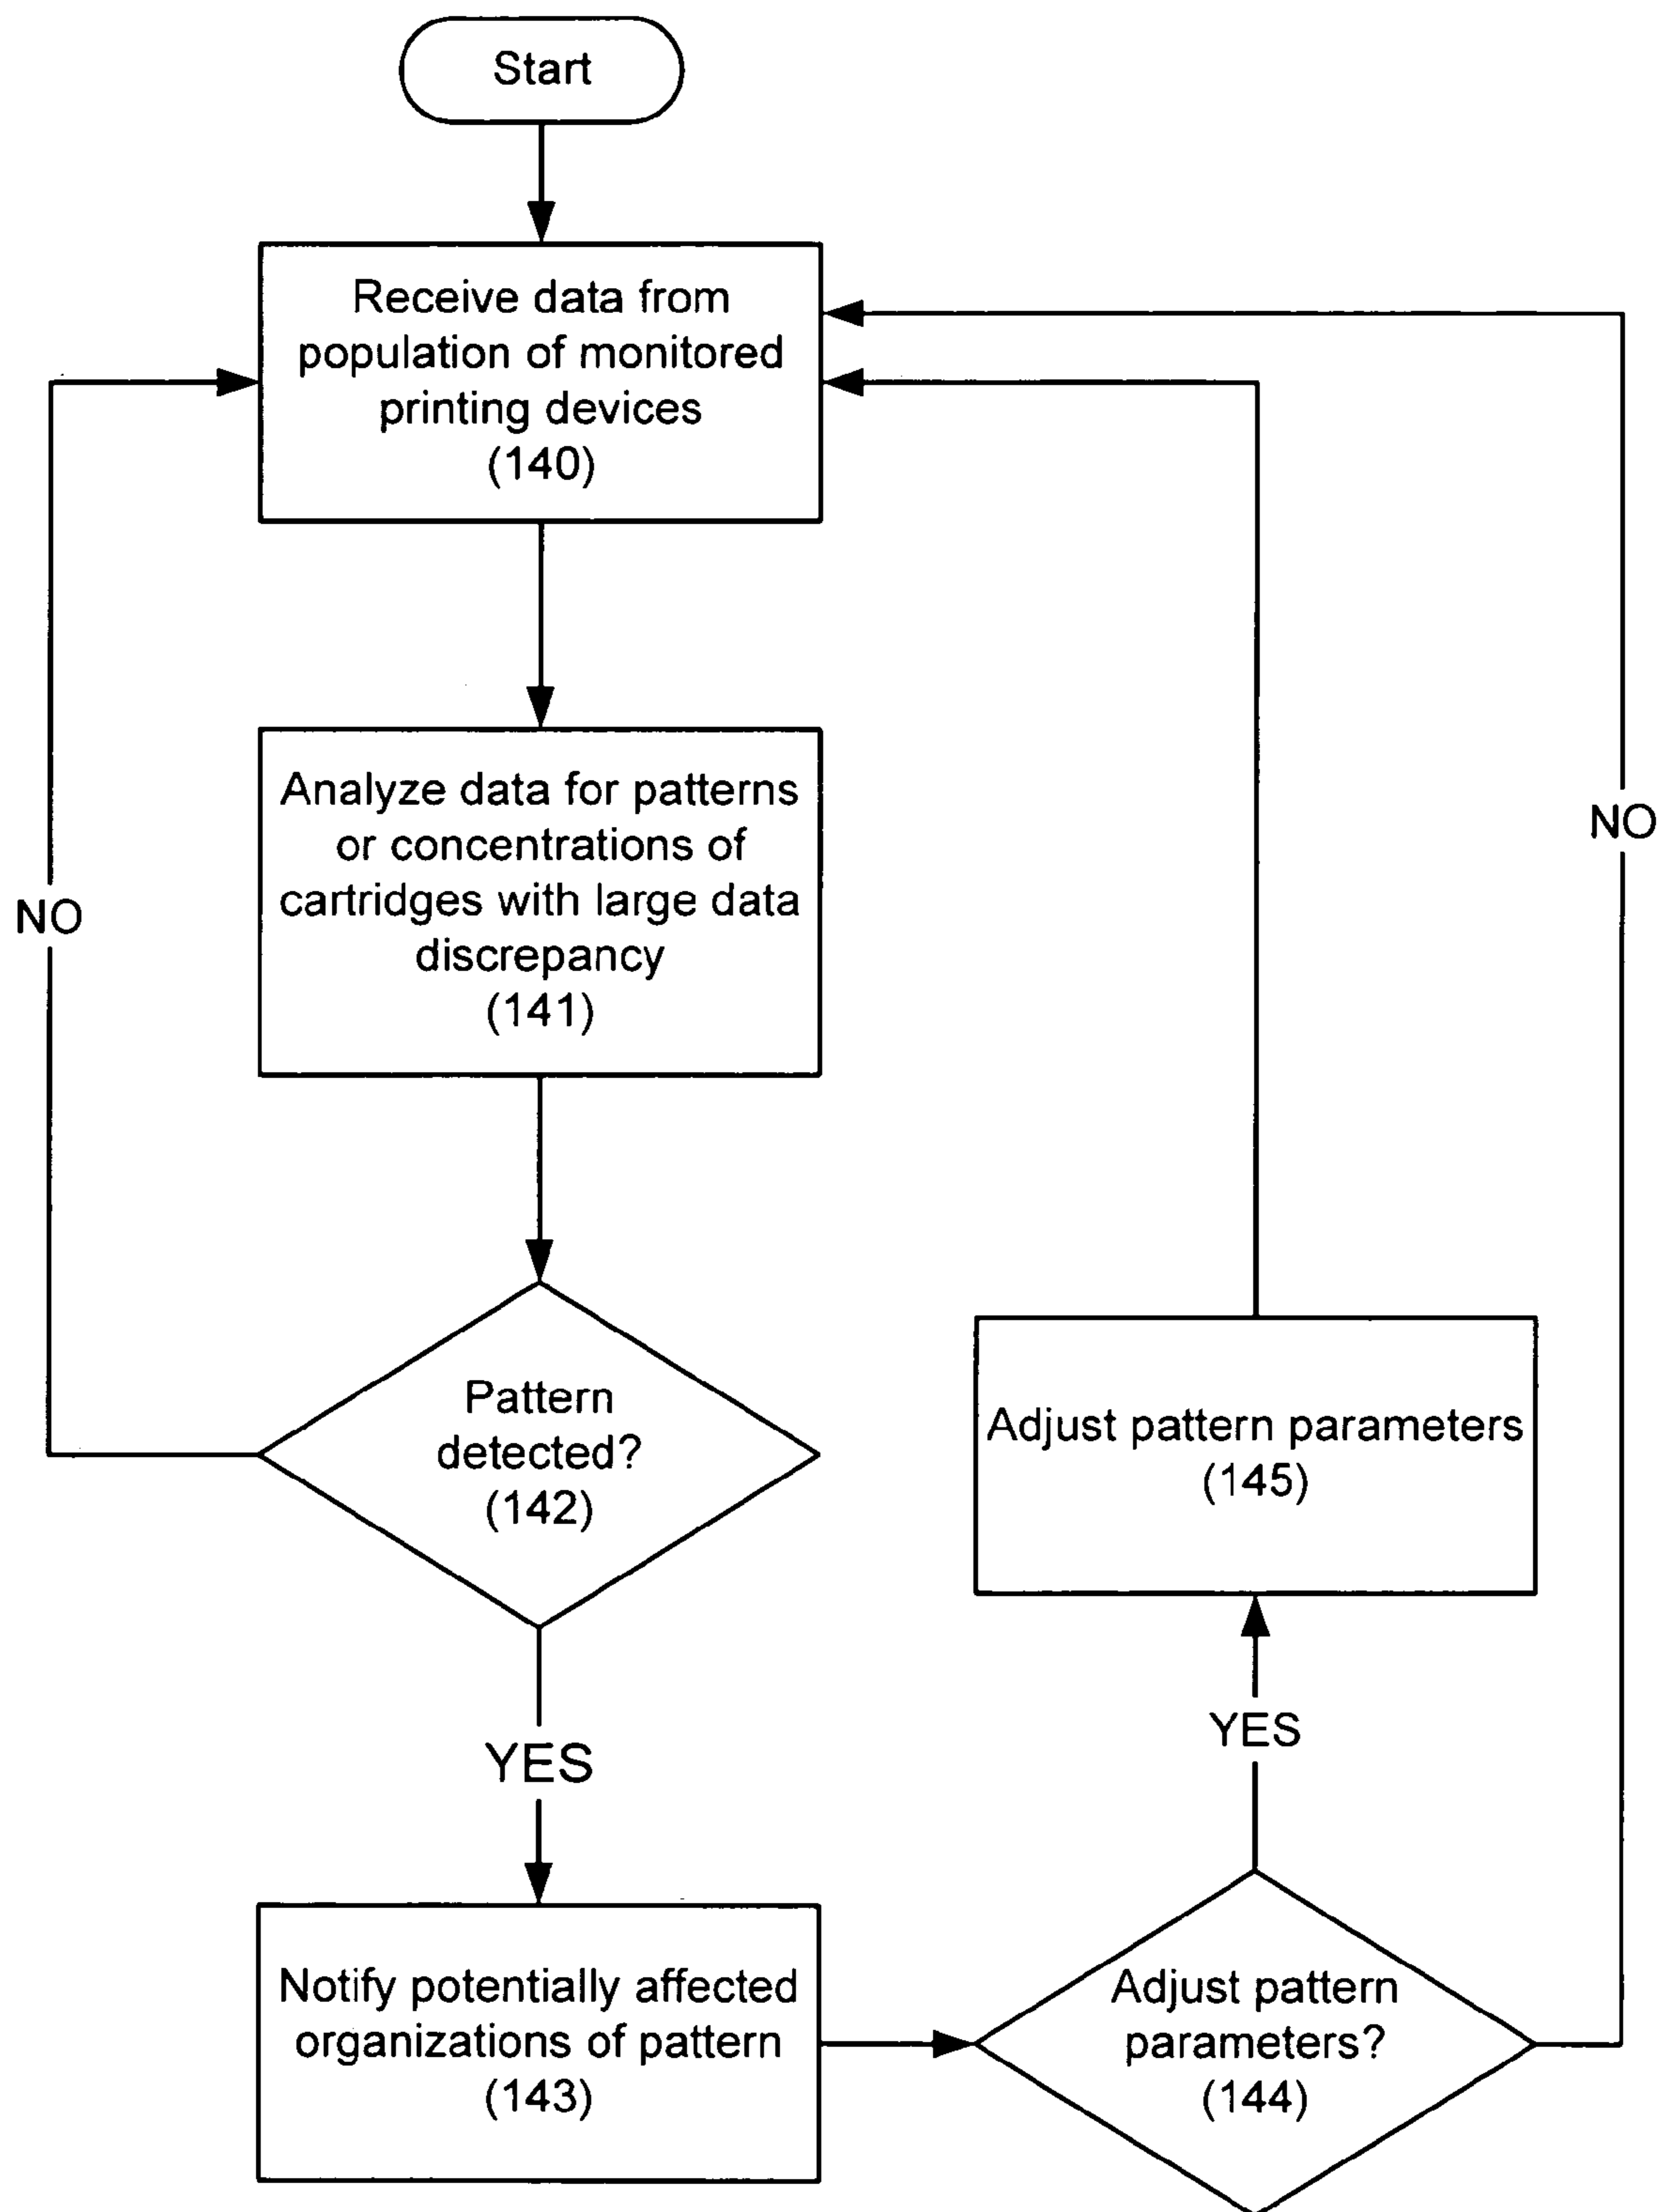 Start
Receive data from
population of monitored
printing devices
(140)
Analyze data for patterns
or concentrations of
cartridges with large data
discrepancy
(141)
NO
NO
Pattern
detected?
(142)
Adjust pattern parameters
(145)
YES
YES
Notify potentially affected
organizations of pattern
(143)
Adjust pattern
parameters?
(144)